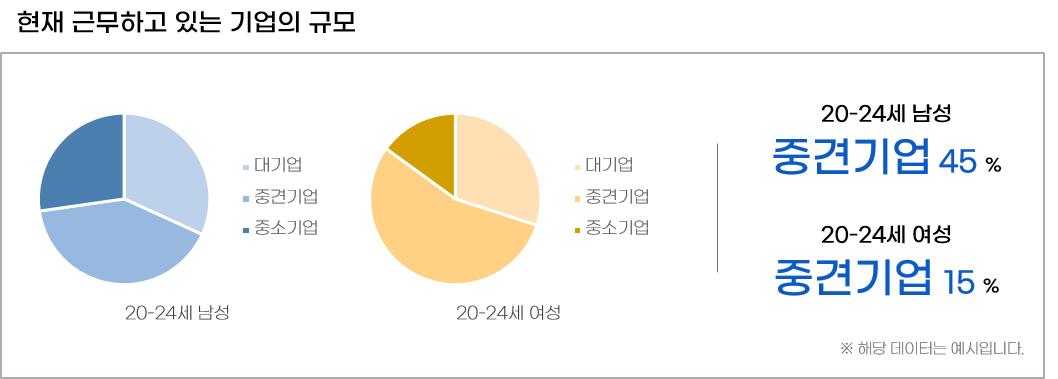 현재 근무하고 있는 기업의 규모
대기업
중견기업
중소기업
20-24세 남성
대기업
중견기업
중소기업
20-24세 여성
20-24세 남성
중견기업 45 %
20-24세 여성
중견기업 15 %
※ 해당 데이터는 예시입니다.